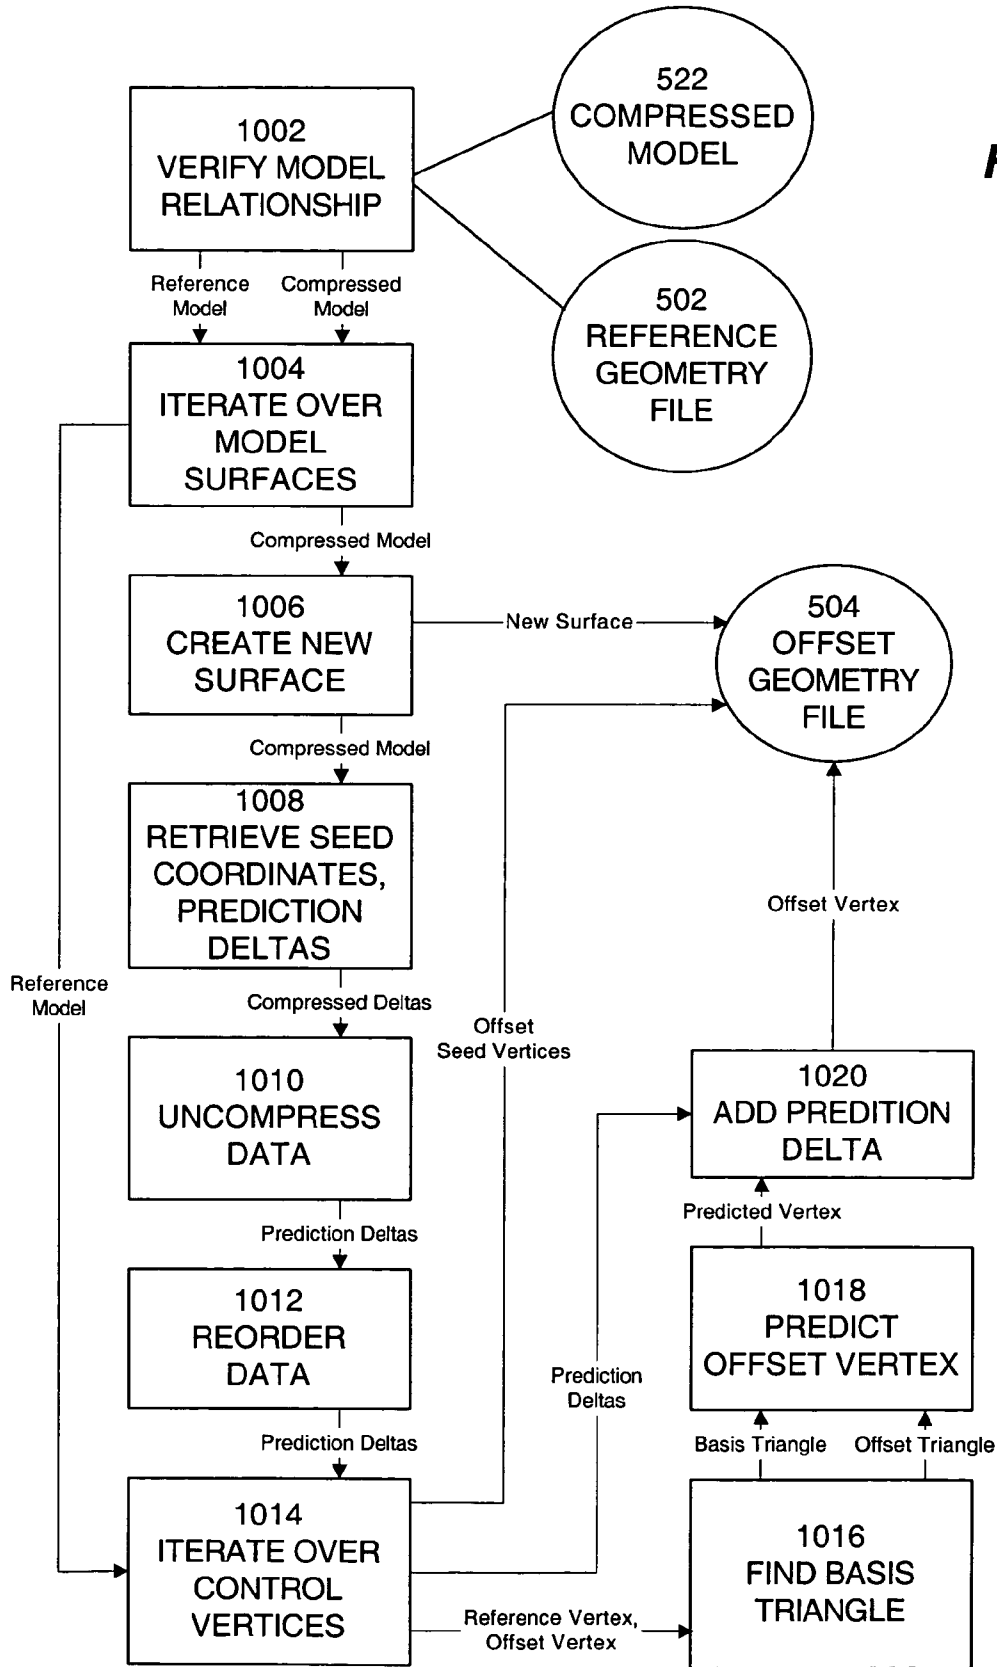 522
COMPRESSED
MODEL
1002
VERIFY MODEL
RELATIONSHIP
Reference
Model
Compressed
Model
502
REFERENCE
GEOMETRY
FILE
1004
ITERATE OVER
MODEL
SURFACES
Compressed Model
1006
CREATE NEW
SURFACE
New Surface
504
OFFSET
GEOMETRY
FILE
Compressed Model
1008
RETRIEVE SEED
COORDINATES,
PREDICTION
DELTAS
Offset Vertex
Reference
Model
Compressed Deltas
Offset
Seed Vertices
1010
UNCOMPRESS
DATA
1020
ADD PREDITION
DELTA
Prediction Deltas
Predicted Vertex
1012
REORDER
DATA
1018
PREDICT
OFFSET VERTEX
Prediction
Deltas
Prediction Deltas
Basis Triangle
Offset Triangle
1014
ITERATE OVER
CONTROL
VERTICES
Reference Vertex,
Offset Vertex
1016
FIND BASIS
TRIANGLE